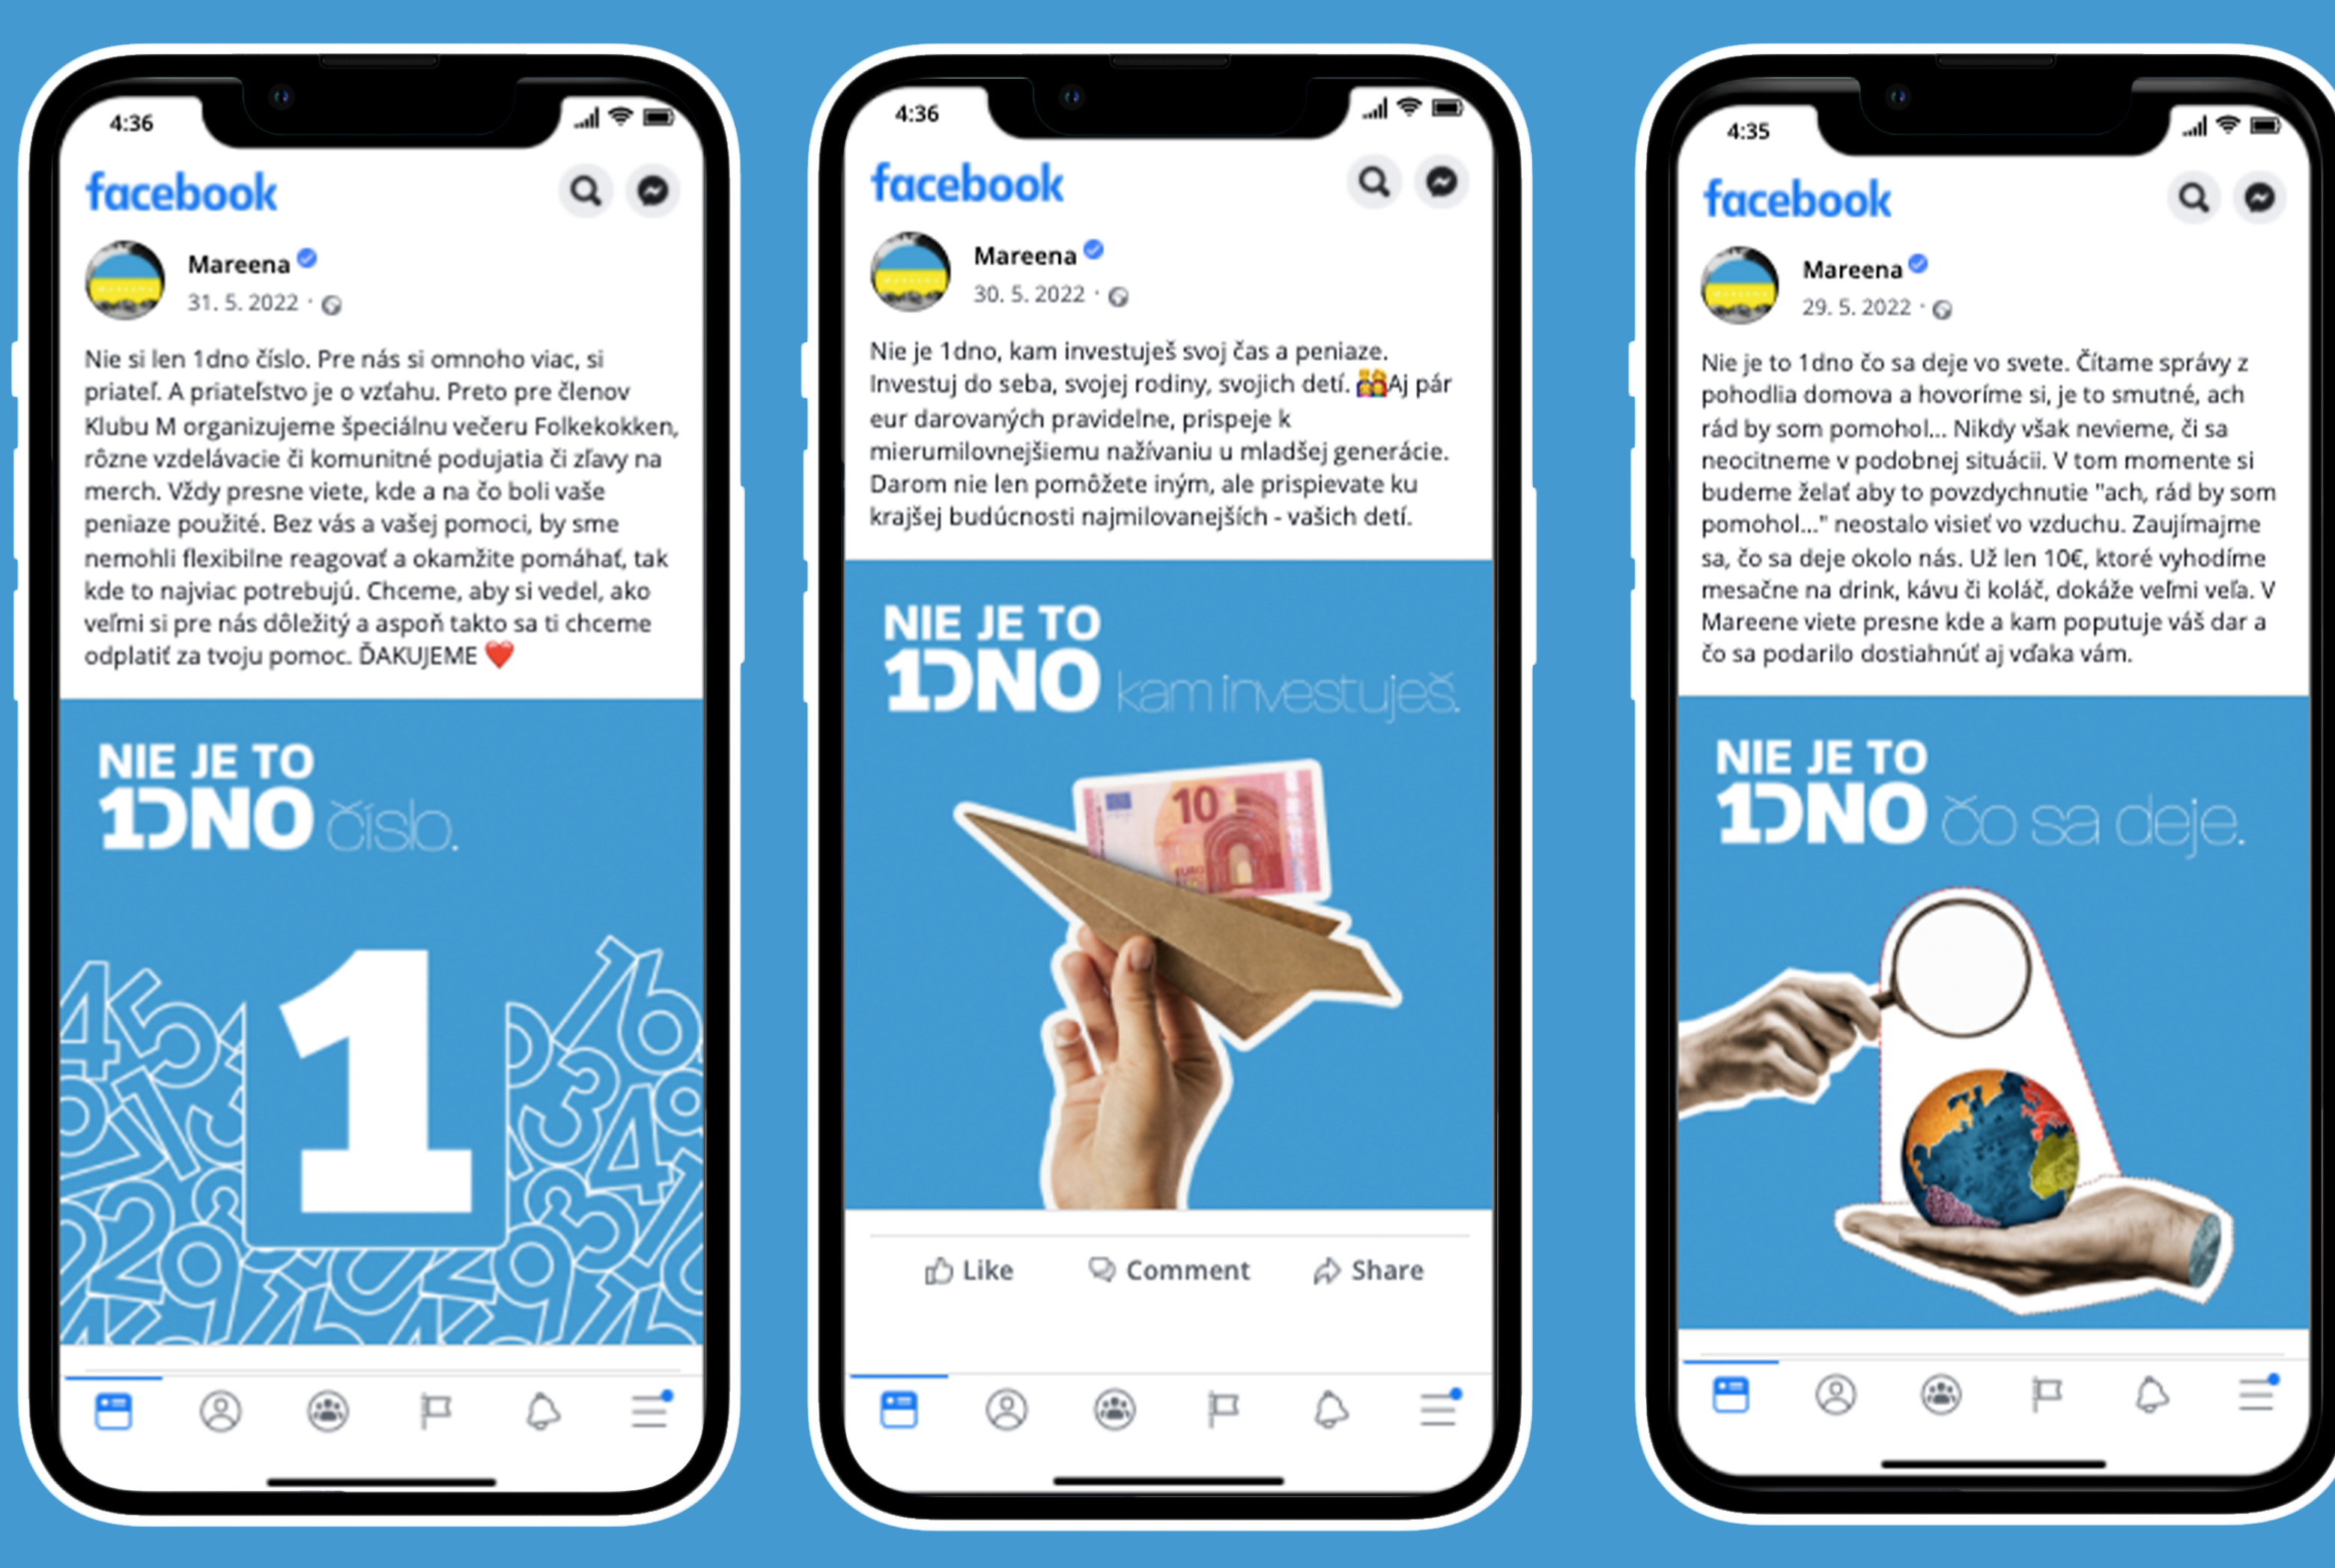 4:36
facebook
Mareena
31. 5. 2022 ·
Nie si len 1dno číslo. Pre nás si omnoho viac, si
priateľ. A priateľstvo je o vzťahu. Preto pre členov
Klubu M organizujeme špeciálnu večeru Folkekokken,
rôzne vzdelávacie či komunitné podujatia či zľavy na
merch. Vždy presne viete, kde a na čo boli vaše
peniaze použité. Bez vás a vašej pomoci, by sme
nemohli flexibilne reagovať a okamžite pomáhať, tak
kde to najviac potrebujú. Chceme, aby si vedel, ako
veľmi si pre nás dôležitý a aspoň takto sa ti chceme
odplatiť za tvoju pomoc. ĎAKUJEME ❤️
NIE JE TO
1DNO číslo.
1
4:36
facebook
Mareena
30. 5. 2022 ·
Nie je 1dno, kam investuješ svoj čas a peniaze.
Investuj do seba, svojej rodiny, svojich detí. 👨‍👩‍👧‍👦Aj pár
eur darovaných pravidelne, prispeje k
mierumilovnejšiemu nažívaniu u mladšej generácie.
Darom nie len pomôžete iným, ale prispievate ku
krajšej budúcnosti najmilovanejších - vašich detí.
NIE JE TO
1DNO kam investuješ.
10
EURO
Like Comment Share
4:35
facebook
Mareena
29. 5. 2022 ·
Nie je to 1dno čo sa deje vo svete. Čítame správy z
pohodlia domova a hovoríme si, je to smutné, ach
rád by som pomohol... Nikdy však nevieme, či sa
neocitneme v podobnej situácii. V tom momente si
budeme želať aby to povzdychnutie "ach, rád by som
pomohol..." neostalo visieť vo vzduchu. Zaujímajme
sa, čo sa deje okolo nás. Už len 10€, ktoré vyhodíme
mesačne na drink, kávu či koláč, dokáže veľmi veľa. V
Mareene viete presne kde a kam poputuje váš dar a
čo sa podarilo dostiahnúť aj vďaka vám.
NIE JE TO
1DNO čo sa deje.